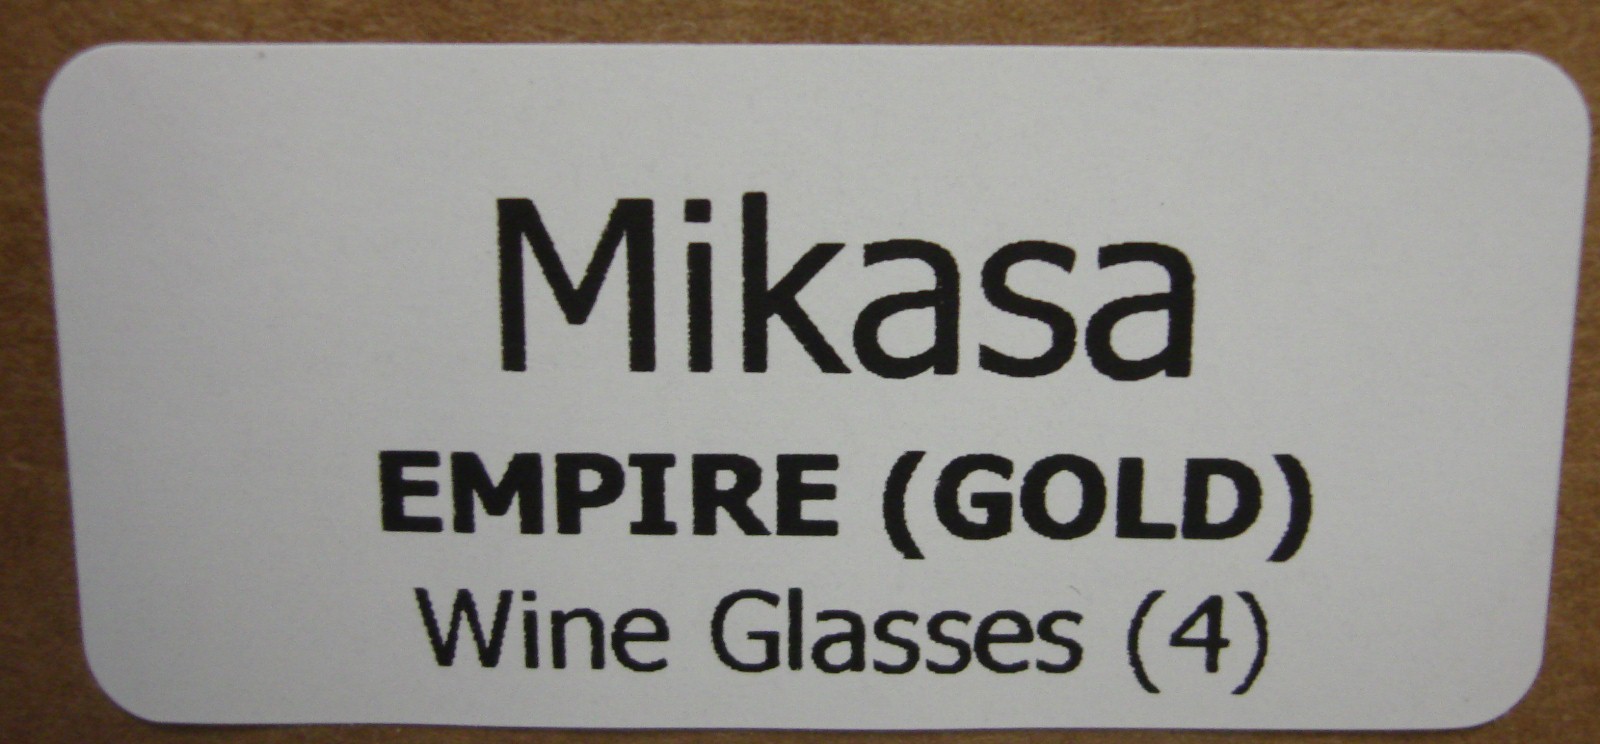 Mikasa
EMPIRE (GOLD)
Wine Glasses (4)